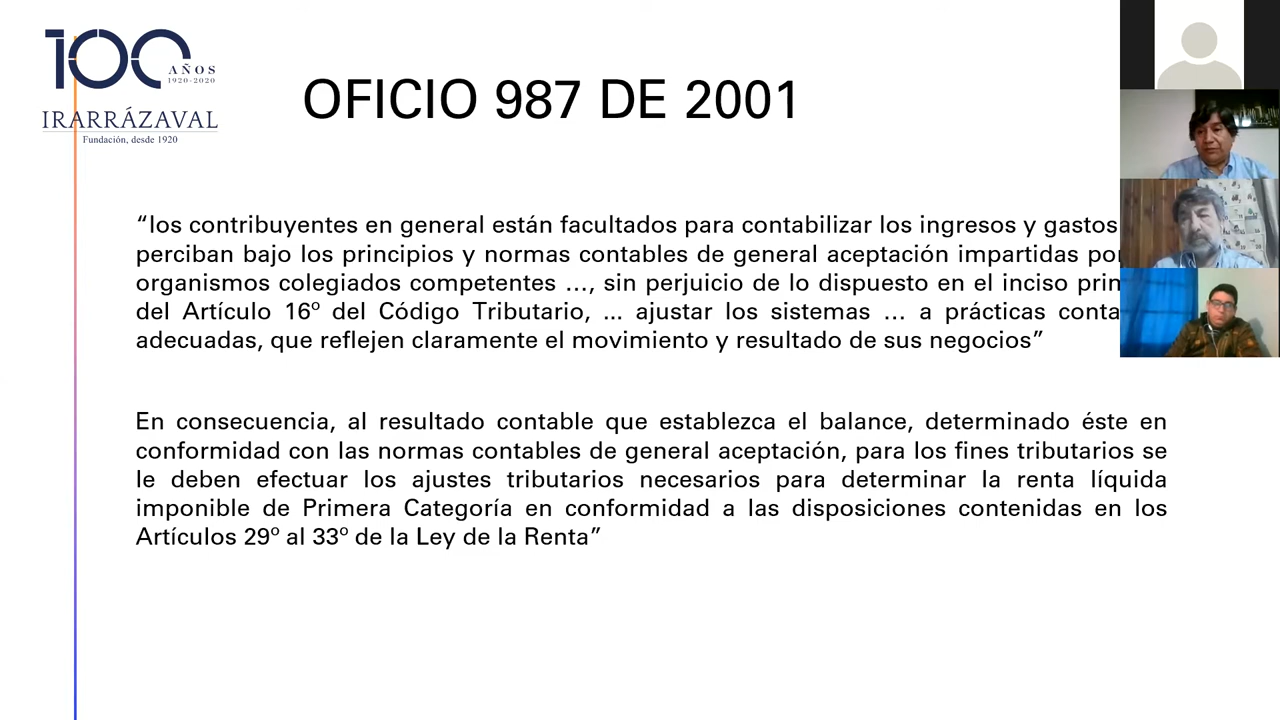 100
AÑOS
1920-2020
IRARRÁZAVAL
Fundación, desde 1920
OFICIO 987 DE 2001
“los contribuyentes en general están facultados para contabilizar los ingresos y gastos
perciban bajo los principios y normas contables de general aceptación impartidas por
organismos colegiados competentes …, sin perjuicio de lo dispuesto en el inciso prim
del Artículo 16º del Código Tributario, ... ajustar los sistemas … a prácticas conta
adecuadas, que reflejen claramente el movimiento y resultado de sus negocios”
En consecuencia, al resultado contable que establezca el balance, determinado éste en
conformidad con las normas contables de general aceptación, para los fines tributarios se
le deben efectuar los ajustes tributarios necesarios para determinar la renta líquida
imponible de Primera Categoría en conformidad a las disposiciones contenidas en los
Artículos 29º al 33º de la Ley de la Renta”